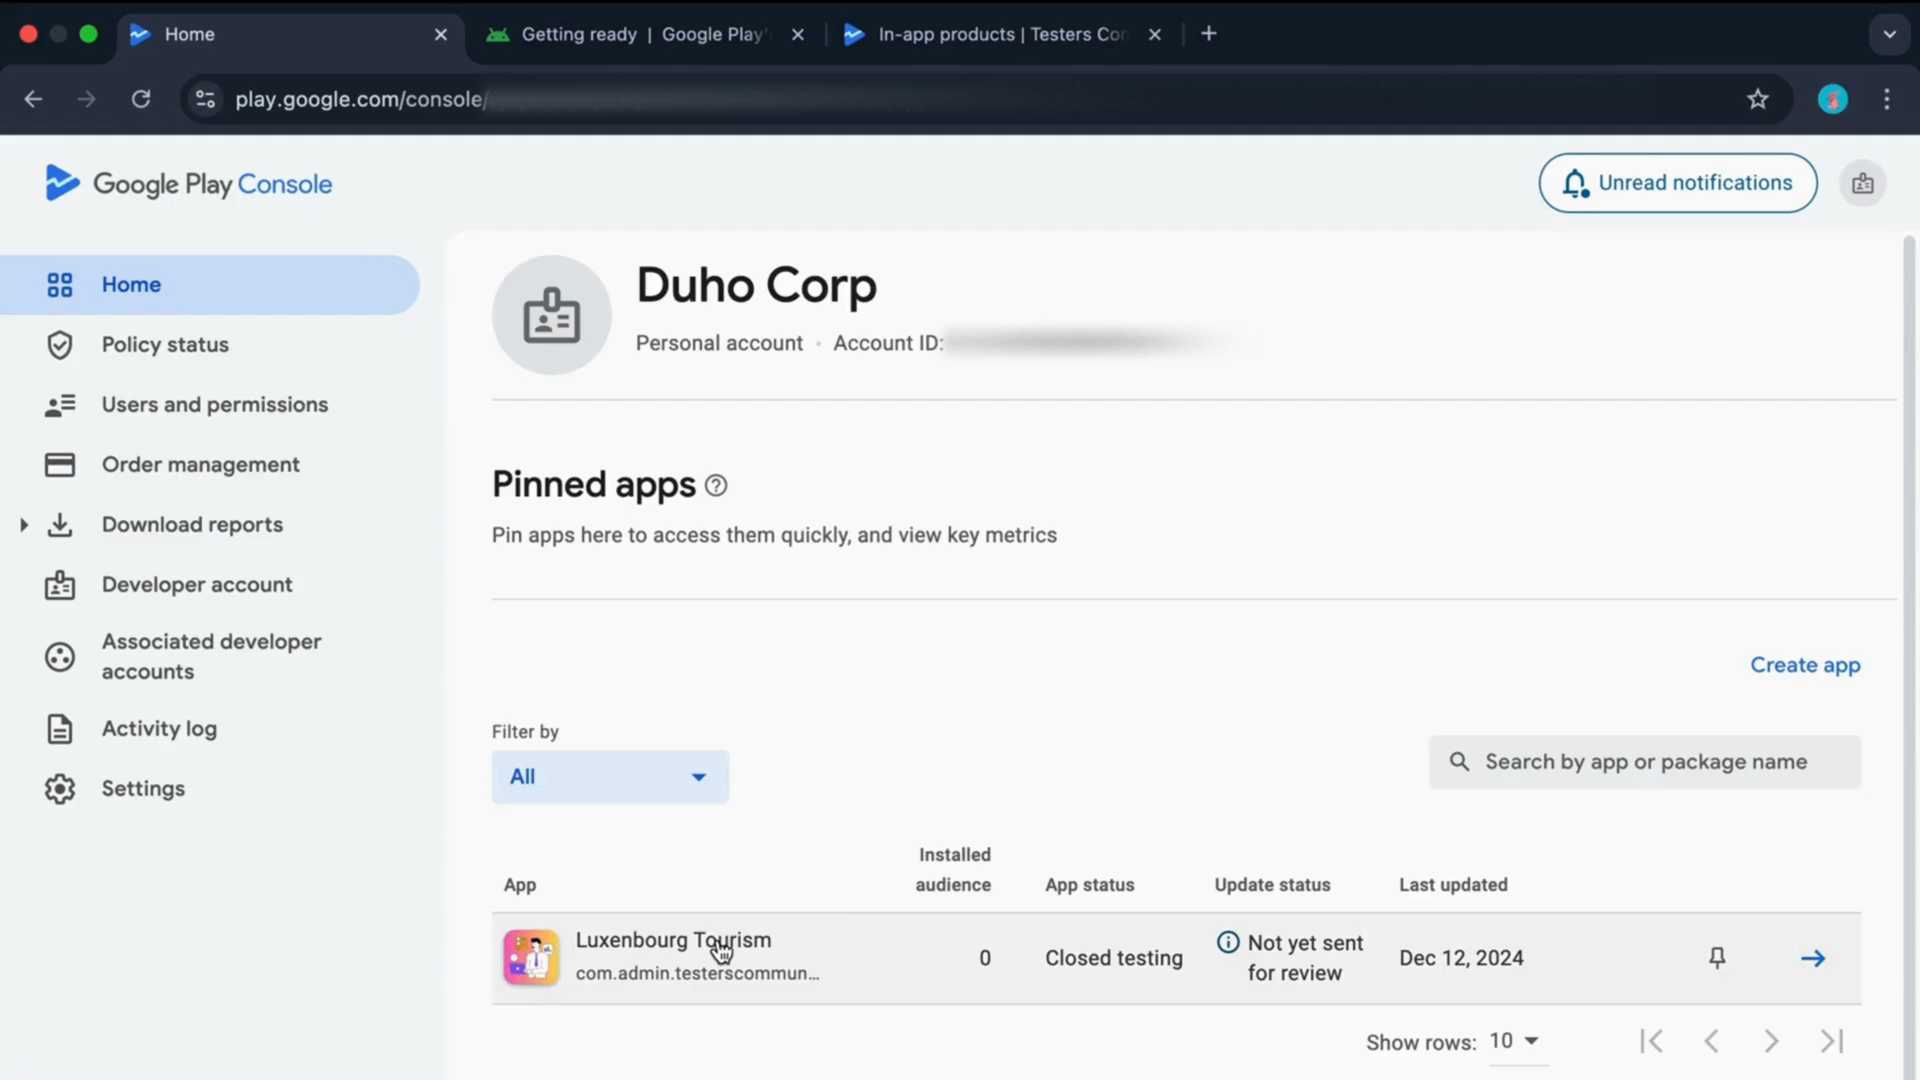 Home
Getting ready | Google Play'
In-app products | Testers Con
play.google.com/console/
Google Play Console
Unread notifications
Home
Policy status
Users and permissions
Order management
Download reports
Developer account
Associated developer
accounts
Activity log
Settings
Duho Corp
Personal account • Account ID:
Pinned apps
Pin apps here to access them quickly, and view key metrics
Create app
Filter by
All
Search by app or package name
App
Installed
audience
App status
Update status
Last updated
Luxenbourg Tourism
com.admin.testerscommun...
0
Closed testing
Not yet sent
for review
Dec 12, 2024
Show rows: 10